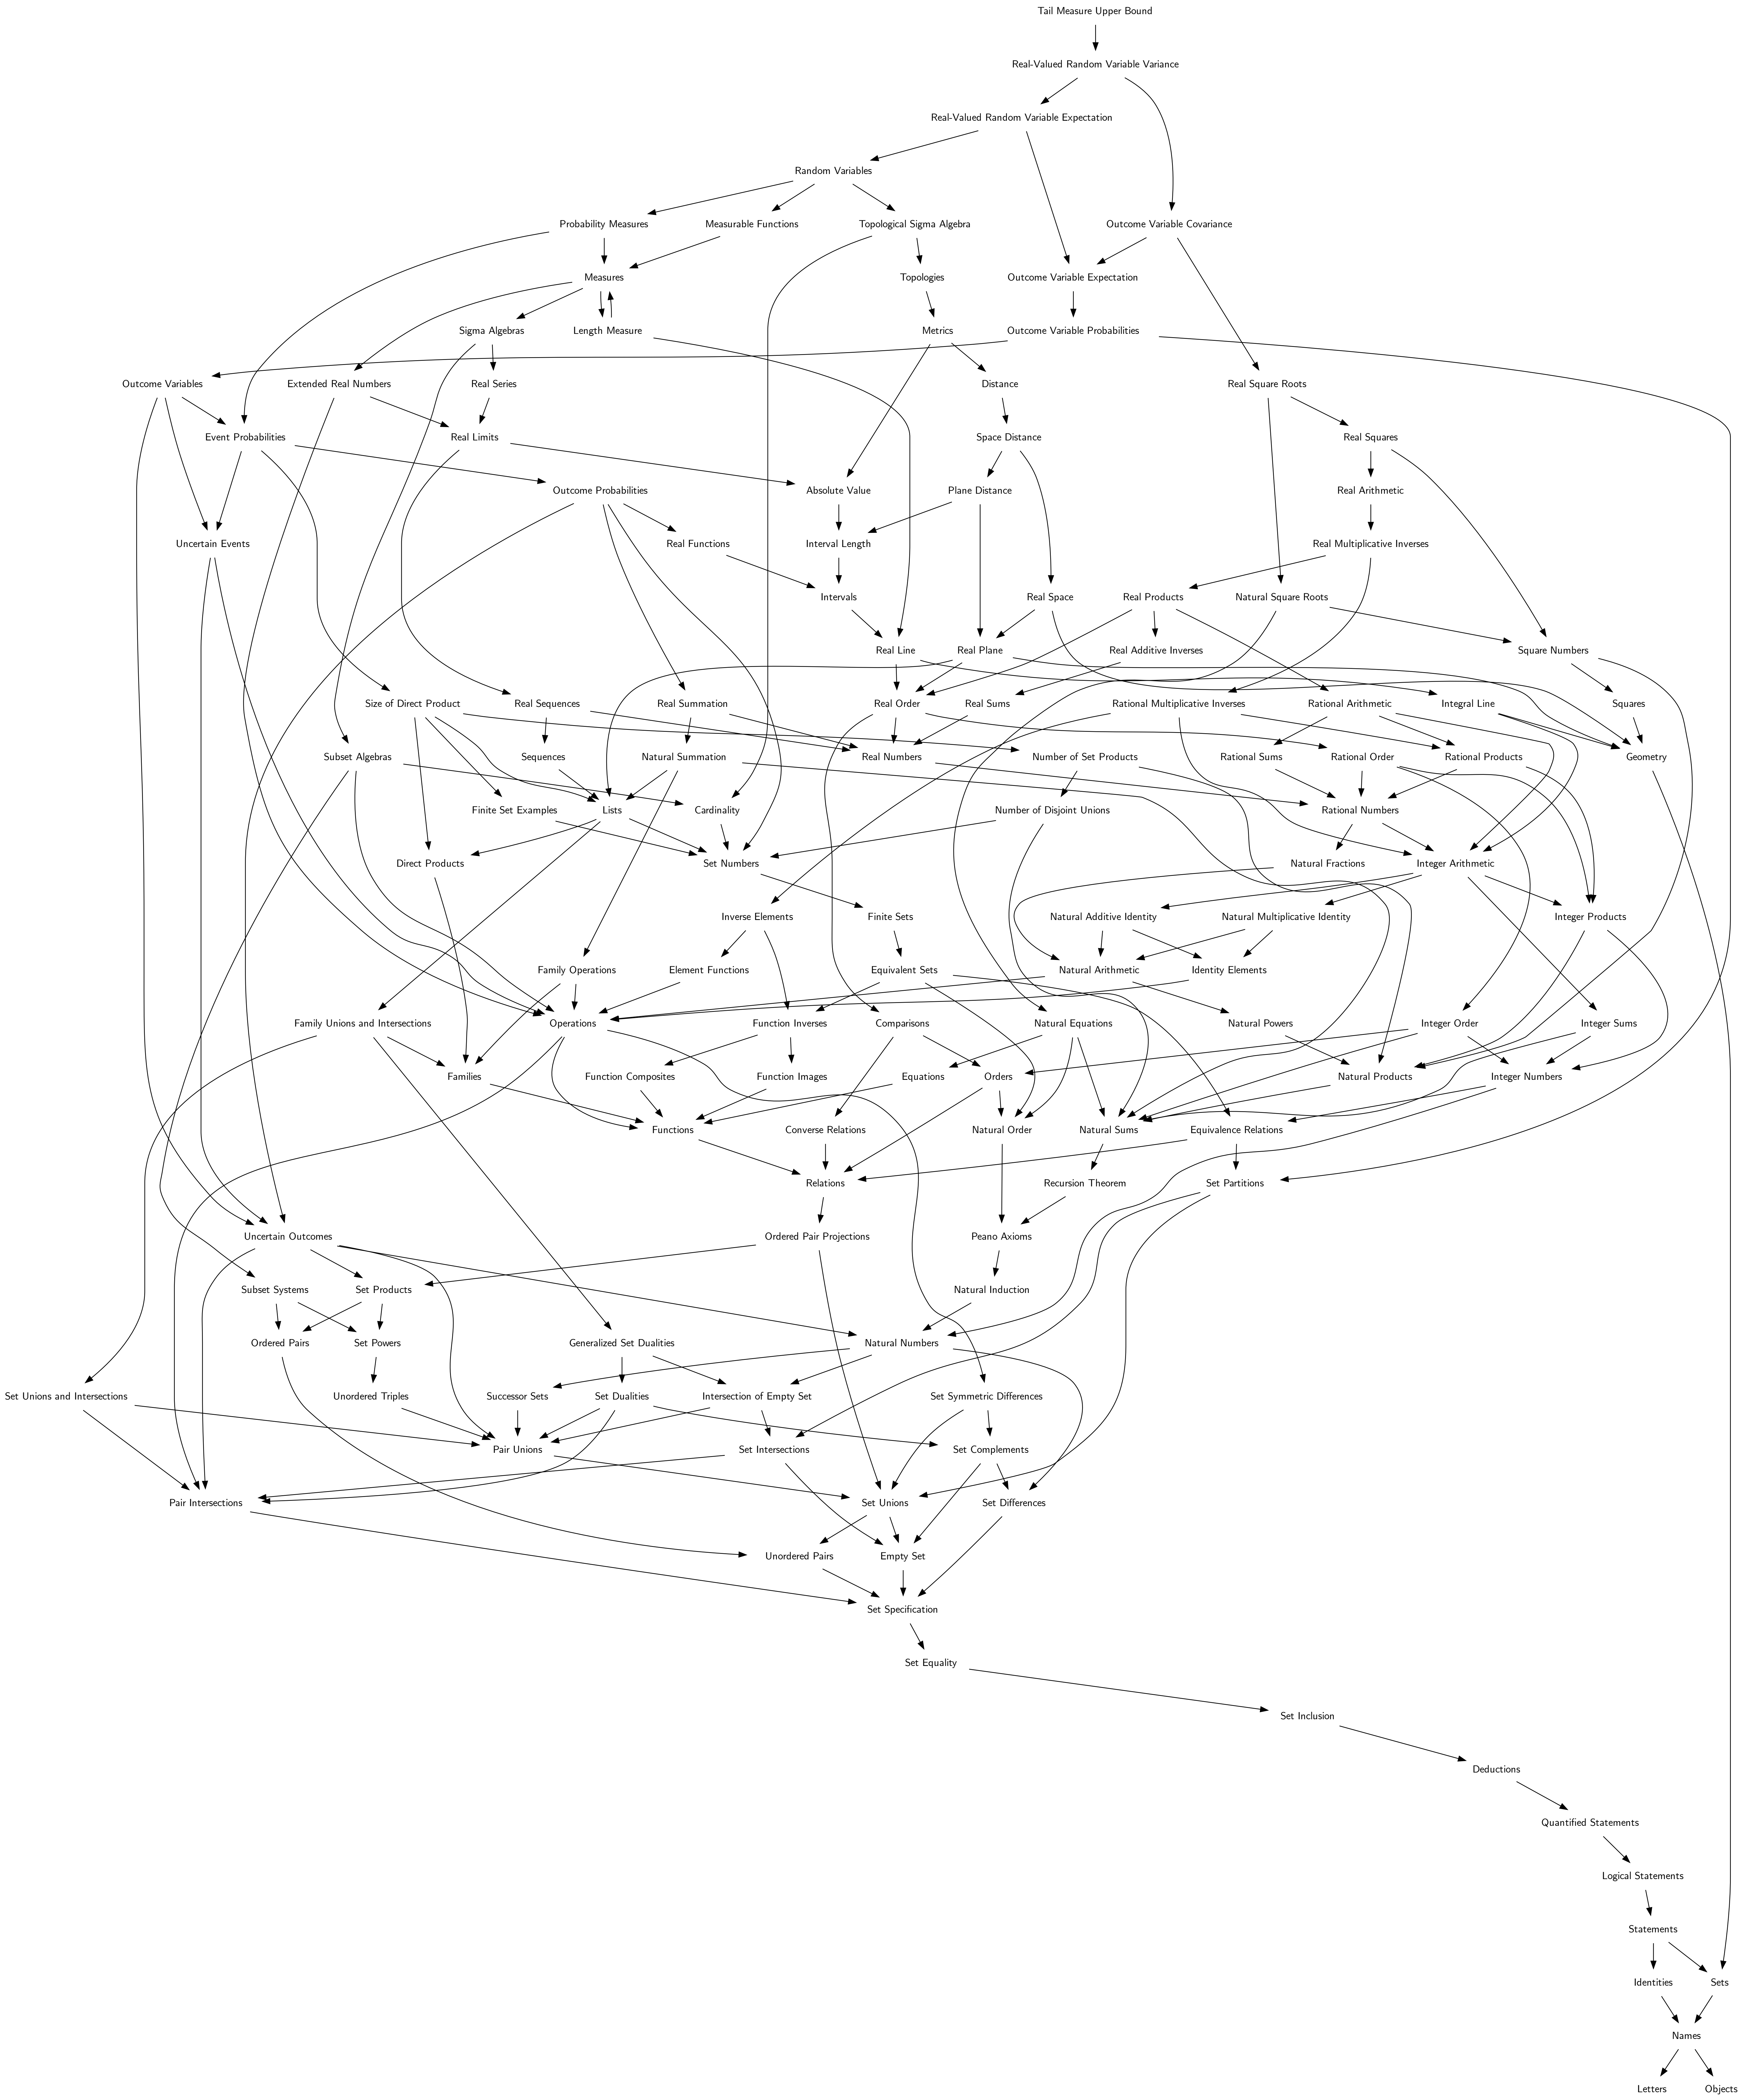 Tail Measure Upper Bound
Real-Valued Random Variable Variance
Real-Valued Random Variable Expectation
Random Variables
Probability Measures
Measurable Functions
Topological Sigma Algebra
Outcome Variable Covariance
Measures
Topologies
Outcome Variable Expectation
Sigma Algebras
Length Measure
Metrics
Outcome Variable Probabilities
Outcome Variables
Extended Real Numbers
Real Series
Distance
Real Square Roots
Event Probabilities
Real Limits
Space Distance
Real Squares
Outcome Probabilities
Absolute Value
Plane Distance
Real Arithmetic
Uncertain Events
Real Functions
Interval Length
Real Multiplicative Inverses
Intervals
Real Space
Real Products
Natural Square Roots
Real Line
Real Plane
Real Additive Inverses
Square Numbers
Size of Direct Product
Real Sequences
Real Summation
Real Order
Real Sums
Rational Multiplicative Inverses
Rational Arithmetic
Integral Line
Squares
Subset Algebras
Sequences
Natural Summation
Real Numbers
Number of Set Products
Rational Sums
Rational Order
Rational Products
Geometry
Finite Set Examples
Lists
Cardinality
Number of Disjoint Unions
Rational Numbers
Direct Products
Set Numbers
Natural Fractions
Integer Arithmetic
Inverse Elements
Finite Sets
Natural Additive Identity
Natural Multiplicative Identity
Integer Products
Family Operations
Element Functions
Equivalent Sets
Natural Arithmetic
Identity Elements
Family Unions and Intersections
Operations
Function Inverses
Comparisons
Natural Equations
Natural Powers
Integer Order
Integer Sums
Families
Function Composites
Function Images
Equations
Orders
Natural Products
Integer Numbers
Functions
Converse Relations
Natural Order
Natural Sums
Equivalence Relations
Relations
Recursion Theorem
Set Partitions
Uncertain Outcomes
Ordered Pair Projections
Peano Axioms
Subset Systems
Set Products
Natural Induction
Ordered Pairs
Set Powers
Generalized Set Dualities
Natural Numbers
Set Unions and Intersections
Unordered Triples
Successor Sets
Set Dualities
Intersection of Empty Set
Set Symmetric Differences
Pair Unions
Set Intersections
Set Complements
Pair Intersections
Set Unions
Set Differences
Unordered Pairs
Empty Set
Set Specification
Set Equality
Set Inclusion
Deductions
Quantified Statements
Logical Statements
Statements
Identities
Sets
Names
Letters
Objects